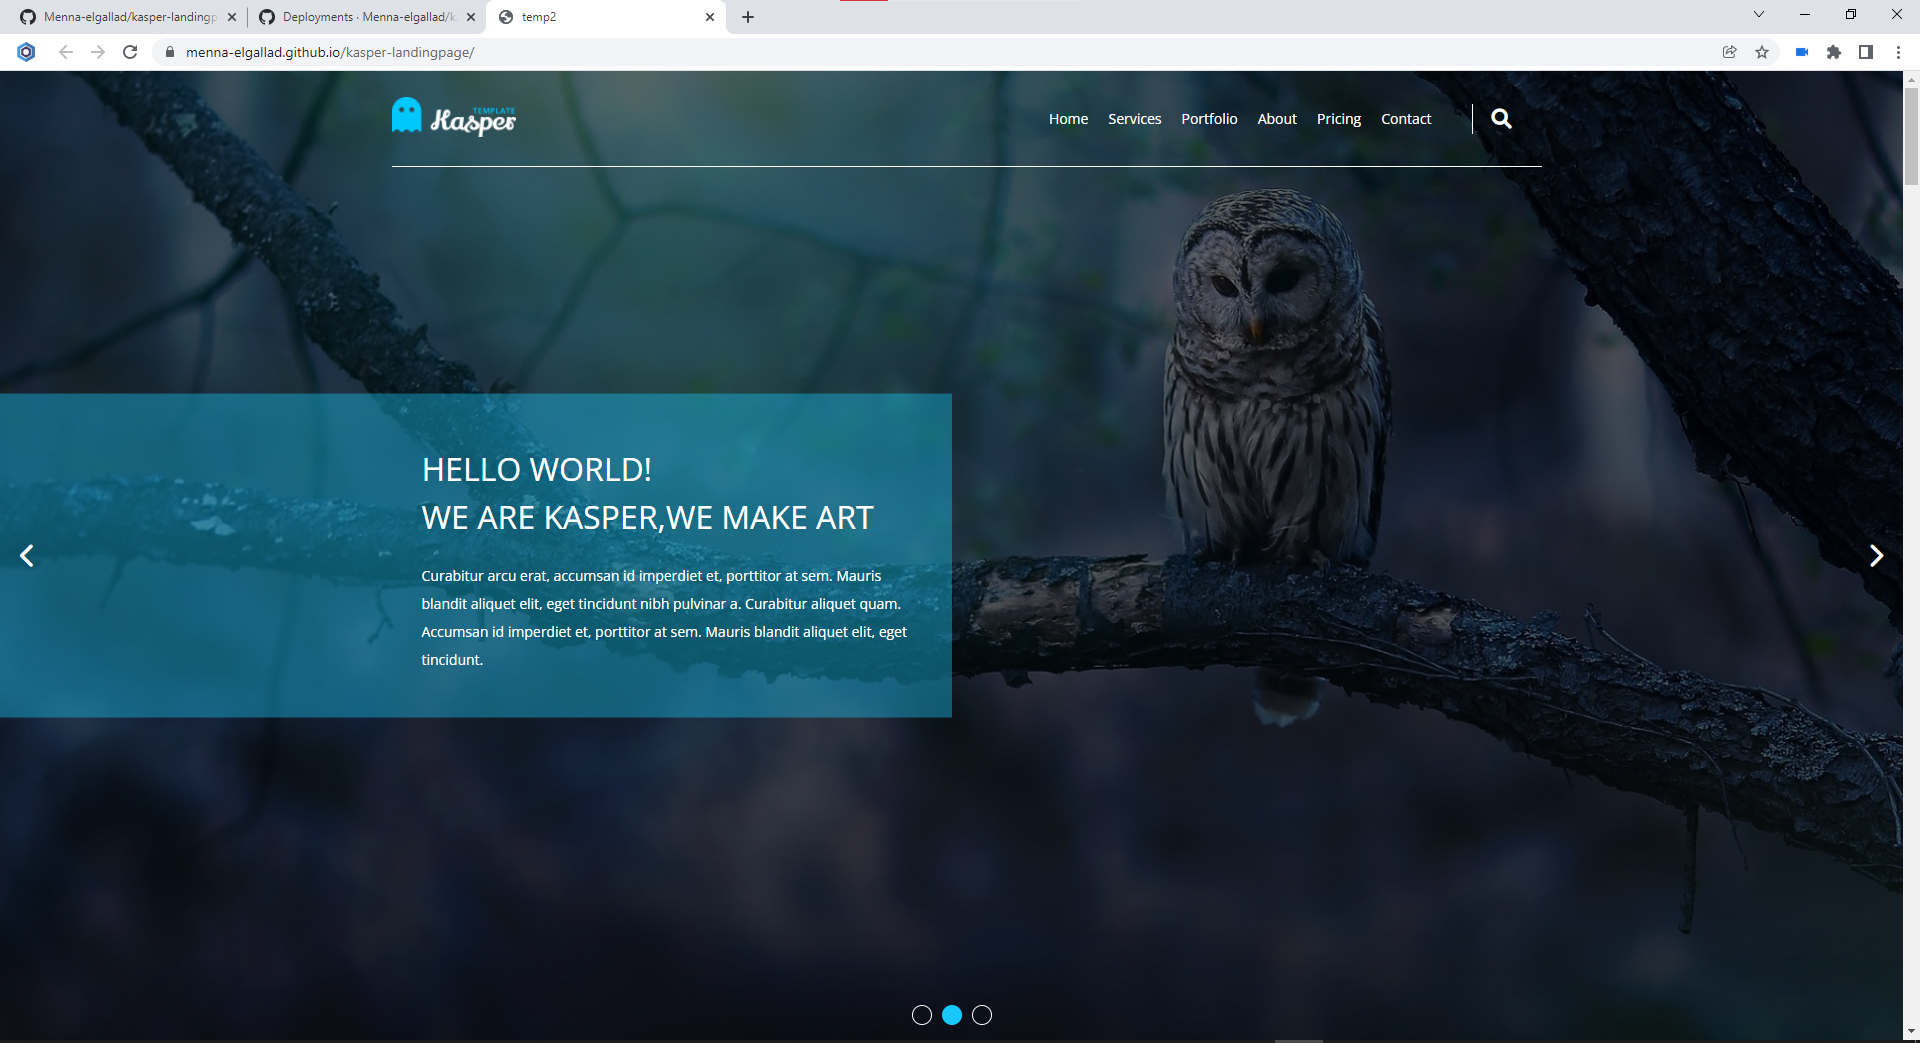 Menna-elgallad/kasper-landingp
Deployments · Menna-elgallad/k
temp2
menna-elgallad.github.io/kasper-landingpage/
TEMPLATE
Kasper
Home Services Portfolio About Pricing Contact
HELLO WORLD!
WE ARE KASPER,WE MAKE ART
Curabitur arcu erat, accumsan id imperdiet et, porttitor at sem. Mauris
blandit aliquet elit, eget tincidunt nibh pulvinar a. Curabitur aliquet quam.
Accumsan id imperdiet et, porttitor at sem. Mauris blandit aliquet elit, eget
tincidunt.